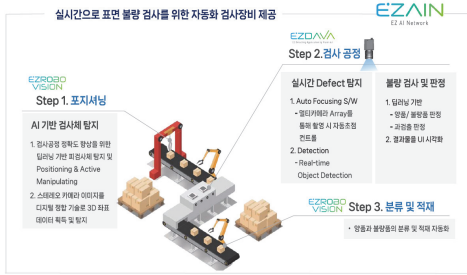 실시간으로 표면 불량 검사를 위한 자동화 검사장비 제공
EZAIN
EZ AI Network
EZDAVA
Step 2.검사 공정
EZROBO
VISION
Step 1. 포지셔닝
AI 기반 검사체 탐지
1. 검사공정 정확도 향상을 위한
딥러닝 기반 피검사체 탐지 및
Positioning & Active
Manipulating
2. 스테레오 카메라 이미지를
디지털 정합 기술로 3D 좌표
데이터 획득 및 탐지
실시간 Defect 탐지
1. Auto Focusing S/W
- 멀티카메라 Array를
통해 촬영 시 자동초점
컨트롤
2. Detection
- Real-time
Object Detection
불량 검사 및 판정
1. 딥러닝 기반
- 양품/ 불량품 판정
- 과검출 판정
2. 결과물을 UI 시각화
EZROBO
VISION
Step 3. 분류 및 적재
• 양품과 불량품의 분류 및 적재 자동화